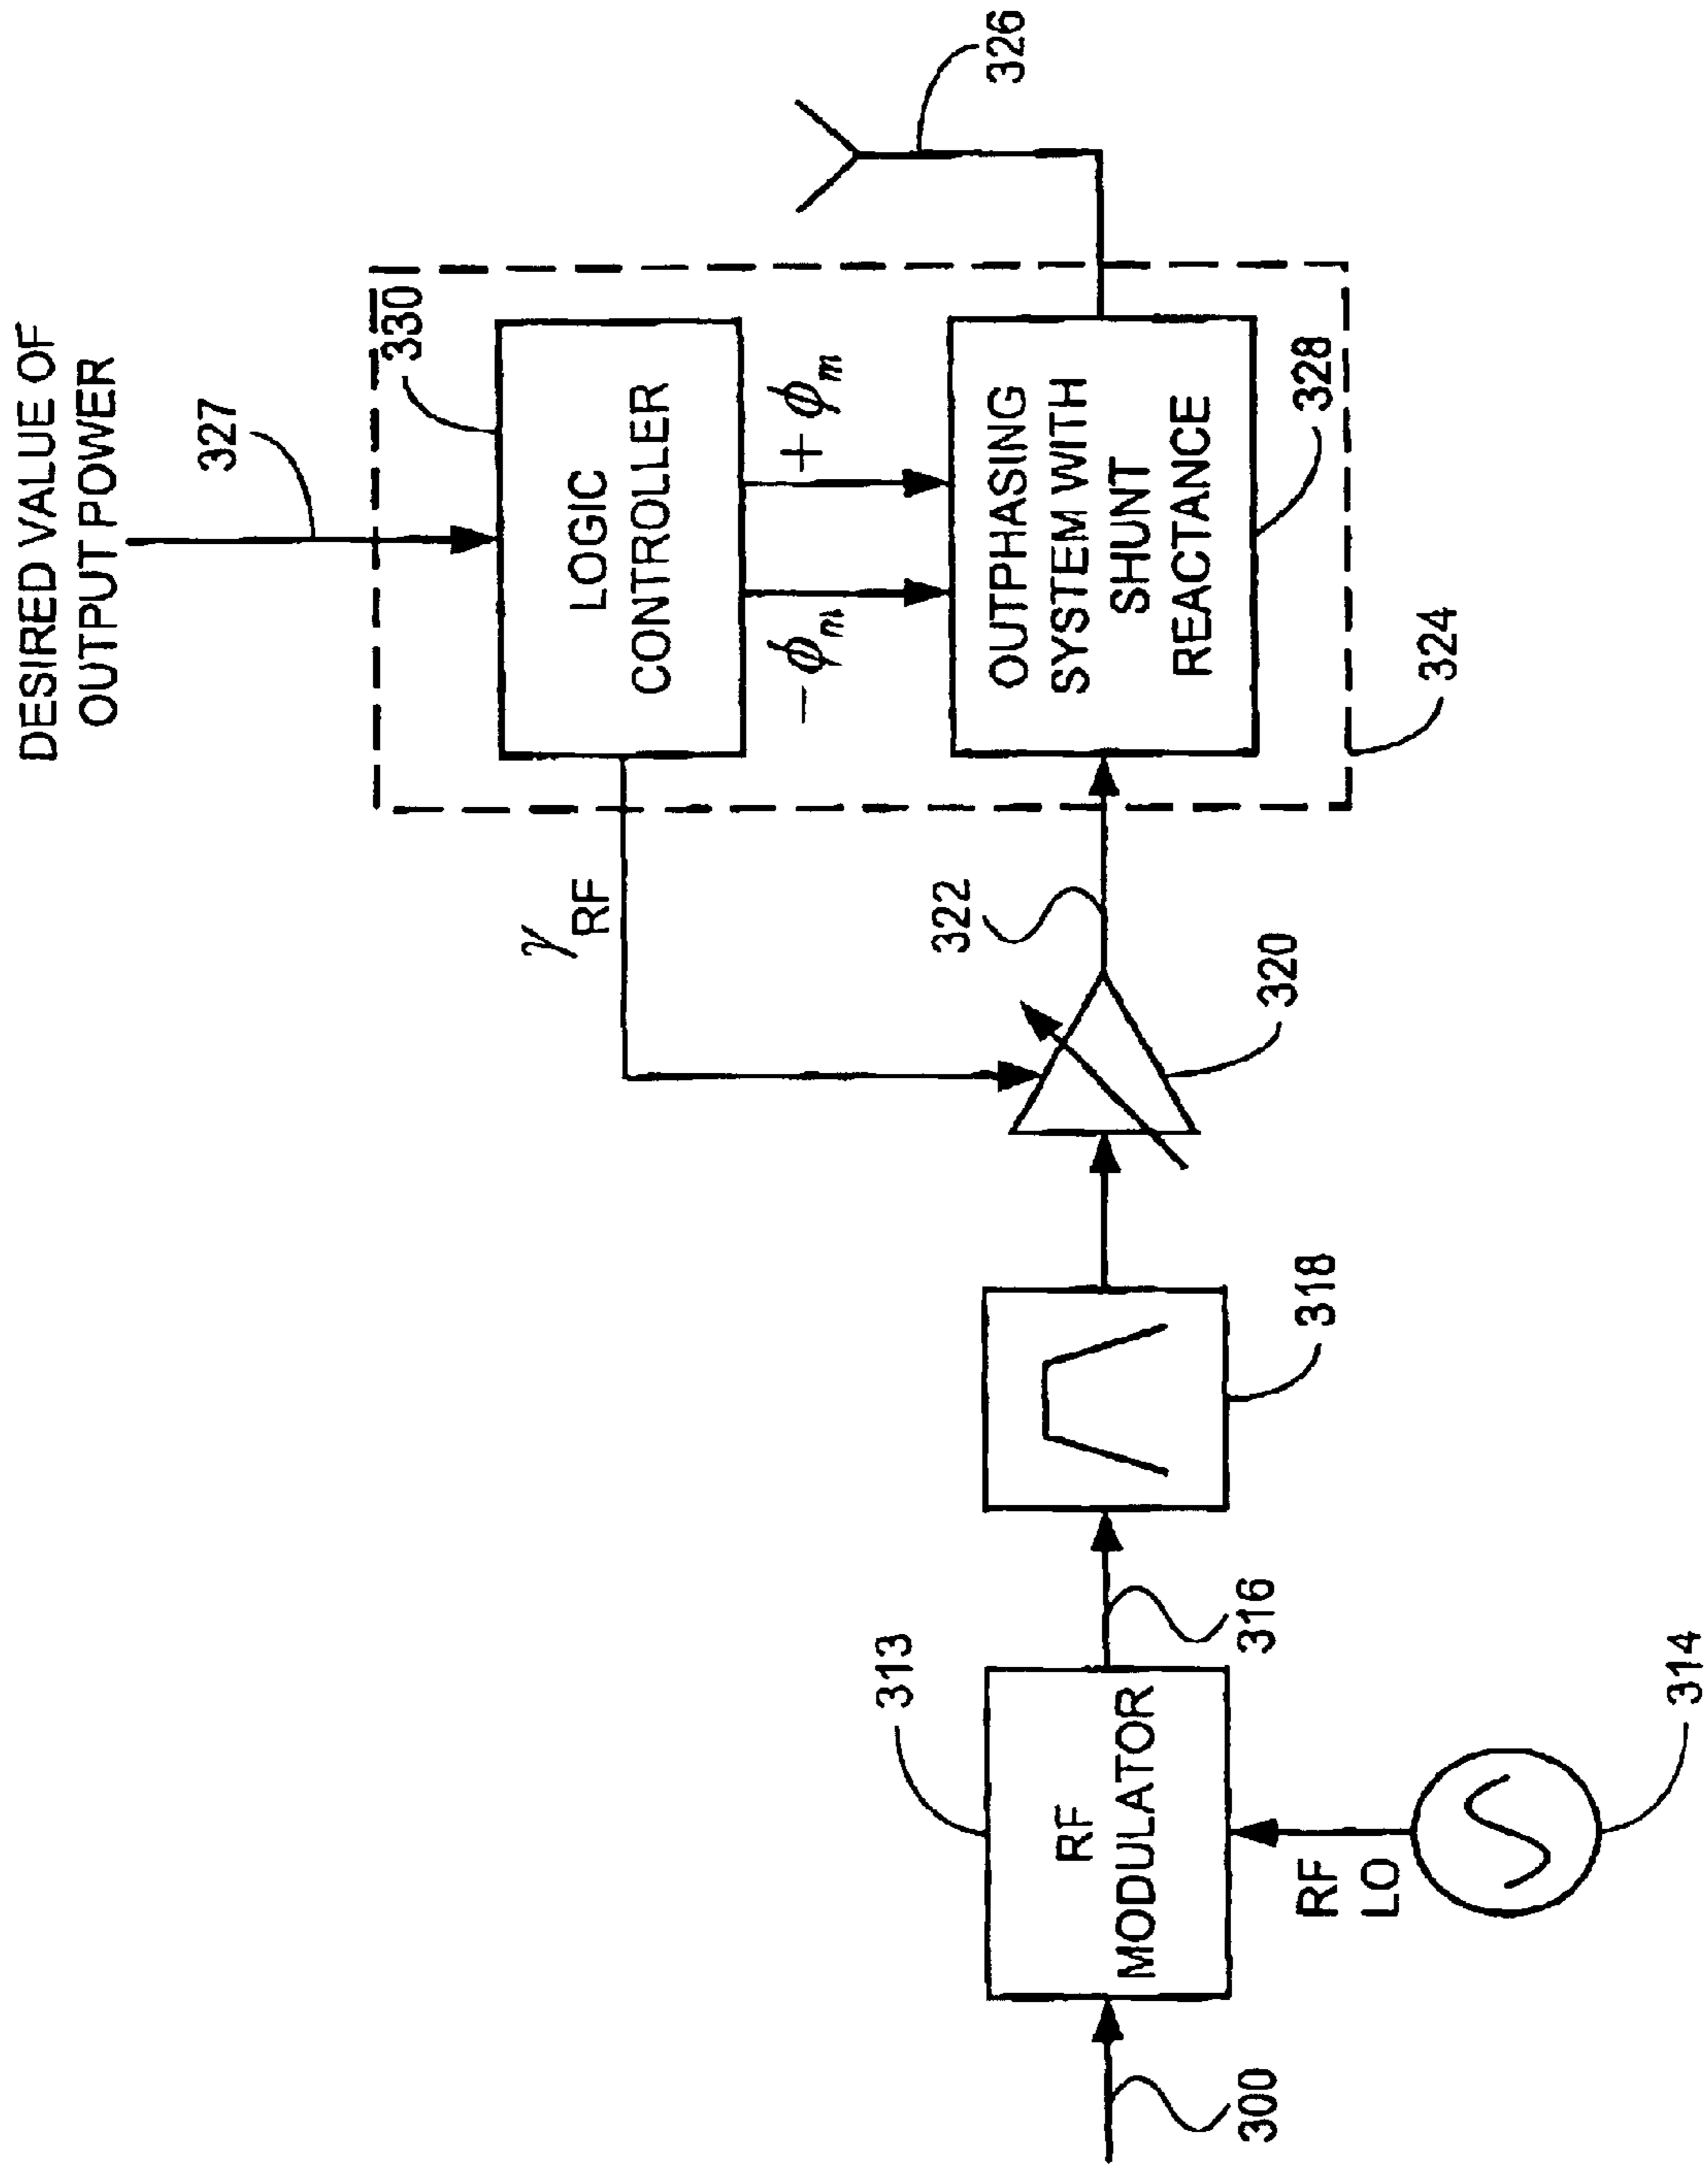 DESIRED VALUE OF
OUTPUT POWER
327
330
LOGIC
CONTROLLER
γ RF
−ϕm
+ϕm
326
OUTPHASING
SYSTEM WITH
SHUNT
REACTANCE
328
324
322
320
318
316
313
RF
MODULATOR
300
RF
LO
314